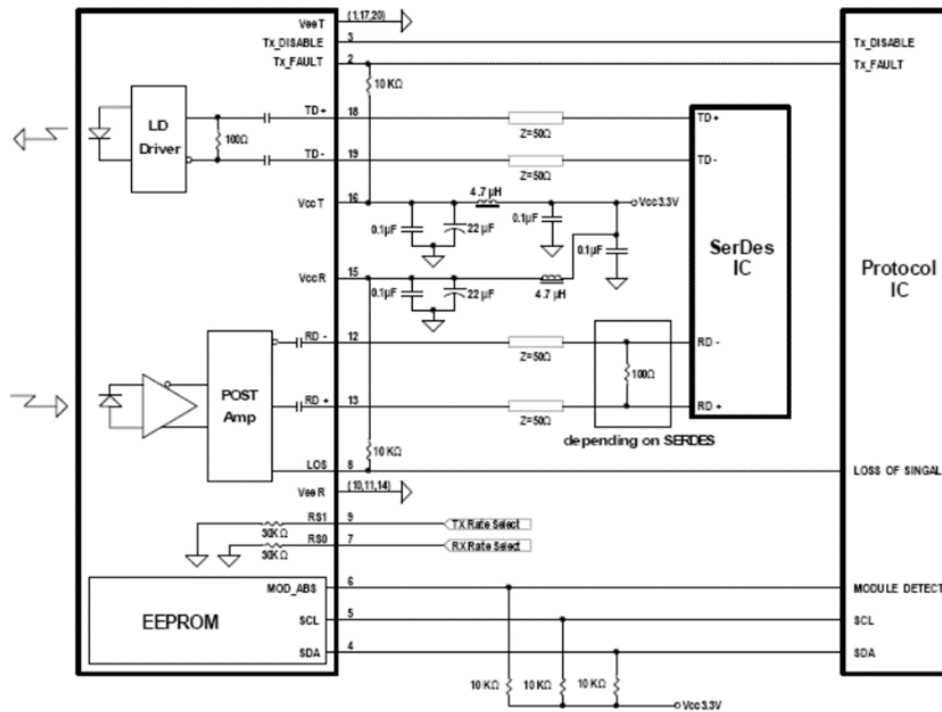 VeeT (1,17,20)
Tx_DISABLE 3 Tx_DISABLE
Tx_FAULT 2 Tx_FAULT
10 KΩ
LD
Driver
100Ω
TD+ 18 TD+
Z=50Ω
TD- 19 TD-
Z=50Ω
4.7 µH
VccT 16 Vcc3.3V
0.1µF 22 µF 0.1µF
0.1µF
SerDes
IC
Protocol
IC
VccR 15
0.1µF 22 µF 4.7 µH
RD - 12 RD -
Z=50Ω
100Ω
POST
Amp
RD + 13 RD +
Z=50Ω
depending on SERDES
10 KΩ
LOS 8 LOSS OF SINGAL
VeeR (10,11,14)
RS1 9 TX Rate Select
30KΩ
RS0 7 RX Rate Select
30KΩ
MOD_ABS 6 MODULE DETECT
EEPROM
SCL 5 SCL
SDA 4 SDA
10 KΩ 10 KΩ 10 KΩ
Vcc3.3V